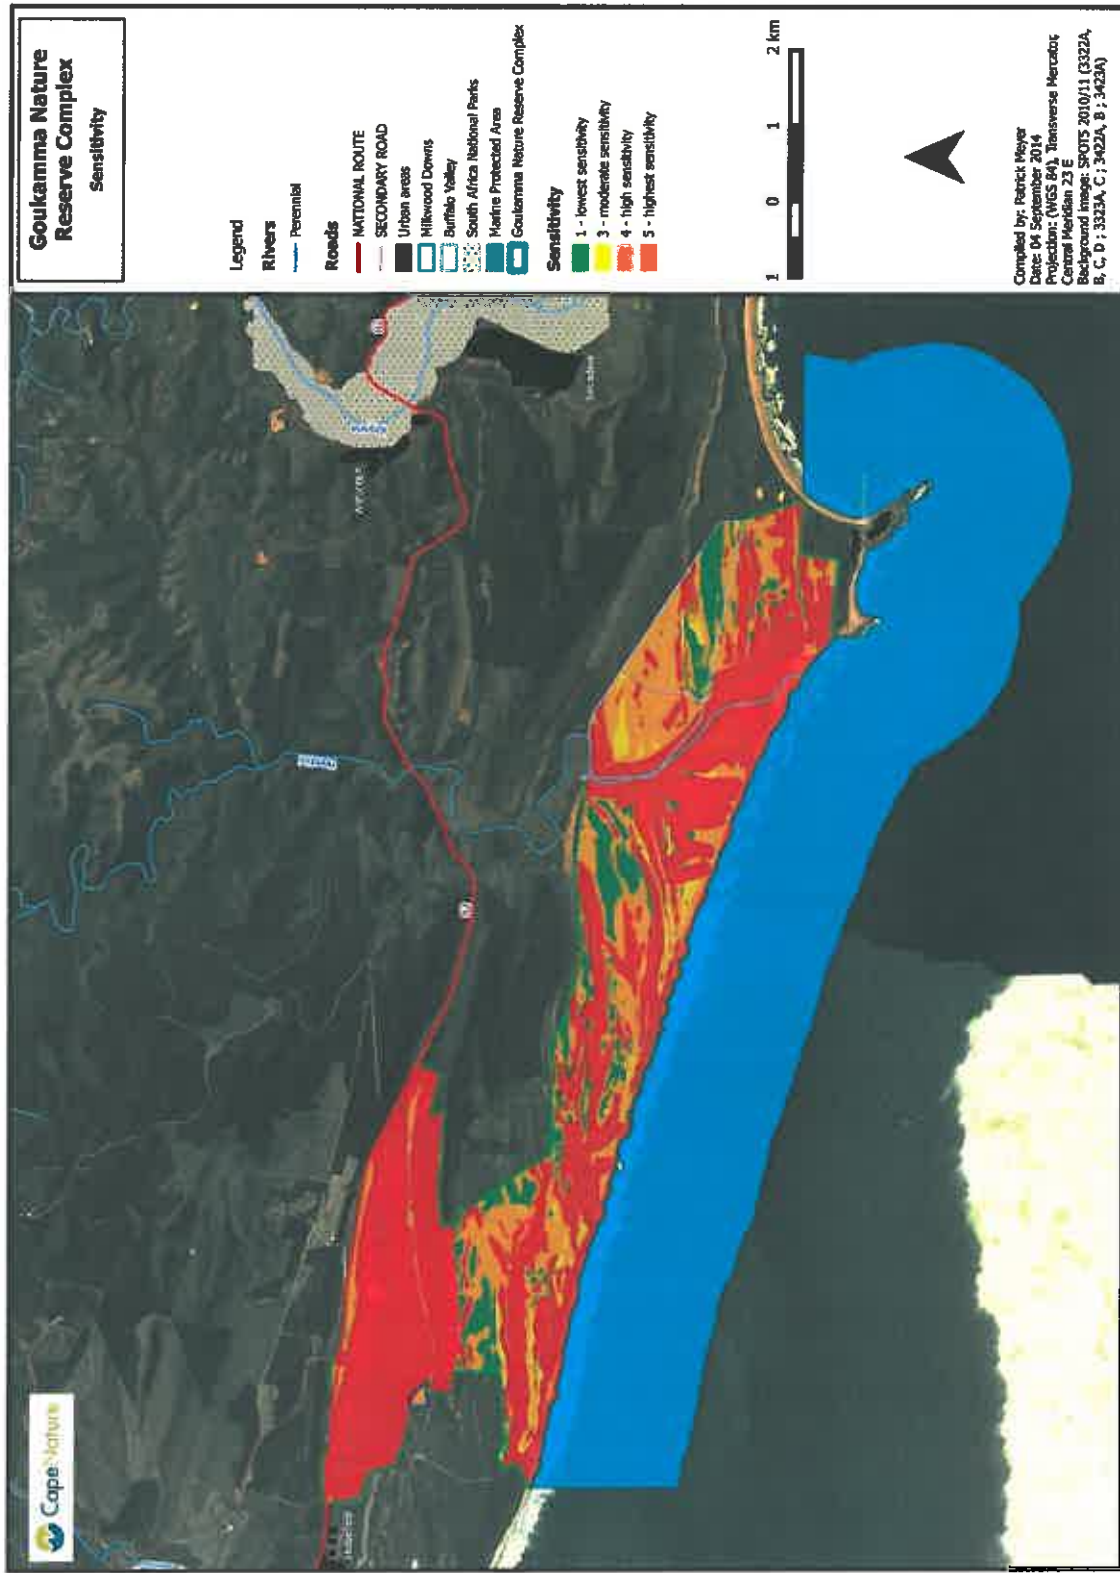 Goukamma Nature
Reserve Complex
Sensitivity
Legend
Rivers
Perennial
Roads
NATIONAL ROUTE
SECONDARY ROAD
Urban areas
Milkwood Downs
Buffalo Valley
South Africa National Parks
Marine Protected Area
Goukamma Nature Reserve Complex
Sensitivity
1 - lowest sensitivity
3 - moderate sensitivity
4 - high sensitivity
5 - highest sensitivity
1 0 1 2 km
Compiled by: Patrick Meyer
Date: 04 September 2014
Projection: (WGS 84), Transverse Mercator,
Central Meridian 23 E
Background image: SPOT5 2010/11 (3322A,
B, C, D ; 3323A, C ; 3422A, B ; 3423A)
CapeNature